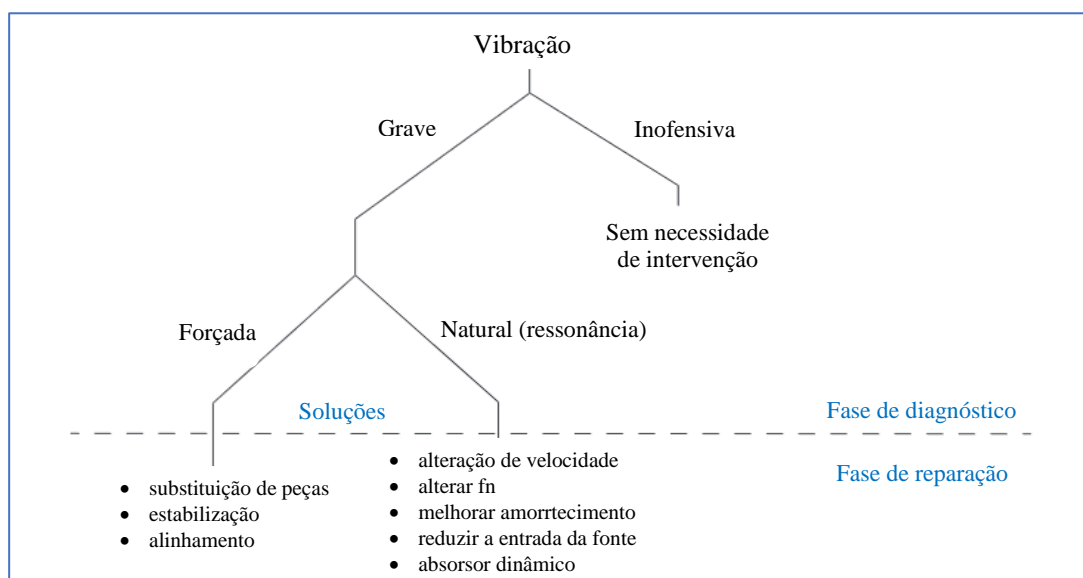 Vibração
Grave
Inofensiva
Sem necessidade
de intervenção
Forçada
Natural (ressonância)
Soluções
Fase de diagnóstico
Fase de reparação
• substituição de peças
• estabilização
• alinhamento
• alteração de velocidade
• alterar fn
• melhorar amorrtecimento
• reduzir a entrada da fonte
• absorsor dinâmico